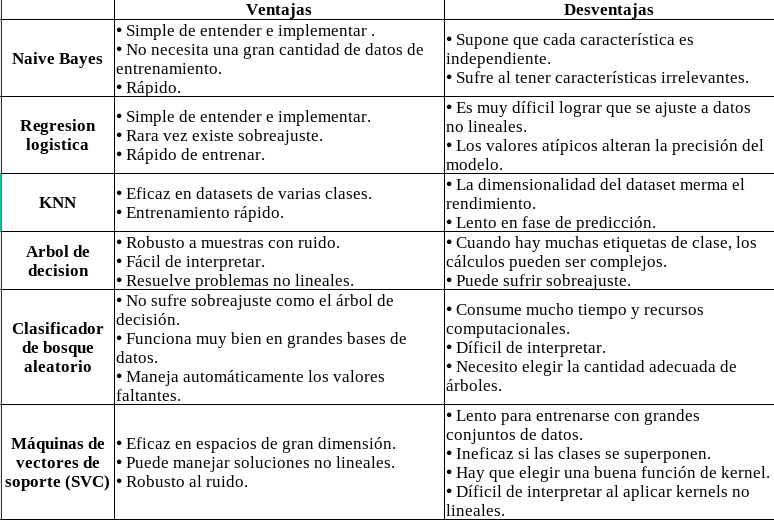 Ventajas
Desventajas
Naive Bayes
• Simple de entender e implementar .
• No necesita una gran cantidad de datos de
entrenamiento.
• Rápido.
• Supone que cada característica es
independiente.
• Sufre al tener características irrelevantes.
Regresion
logistica
• Simple de entender e implementar.
• Rara vez existe sobreajuste.
• Rápido de entrenar.
• Es muy díficil lograr que se ajuste a datos
no lineales.
• Los valores atípicos alteran la precisión del
modelo.
KNN
• Eficaz en datasets de varias clases.
• Entrenamiento rápido.
• La dimensionalidad del dataset merma el
rendimiento.
• Lento en fase de predicción.
Arbol de
decision
• Robusto a muestras con ruido.
• Fácil de interpretar.
• Resuelve problemas no lineales.
• Cuando hay muchas etiquetas de clase, los
cálculos pueden ser complejos.
• Puede sufrir sobreajuste.
Clasificador
de bosque
aleatorio
• No sufre sobreajuste como el árbol de
decisión.
• Funciona muy bien en grandes bases de
datos.
• Maneja automáticamente los valores
faltantes.
• Consume mucho tiempo y recursos
computacionales.
• Díficil de interpretar.
• Necesito elegir la cantidad adecuada de
árboles.
Máquinas de
vectores de
soporte (SVC)
• Eficaz en espacios de gran dimensión.
• Puede manejar soluciones no lineales.
• Robusto al ruido.
• Lento para entrenarse con grandes
conjuntos de datos.
• Ineficaz si las clases se superponen.
• Hay que elegir una buena función de kernel.
• Díficil de interpretar al aplicar kernels no
lineales.